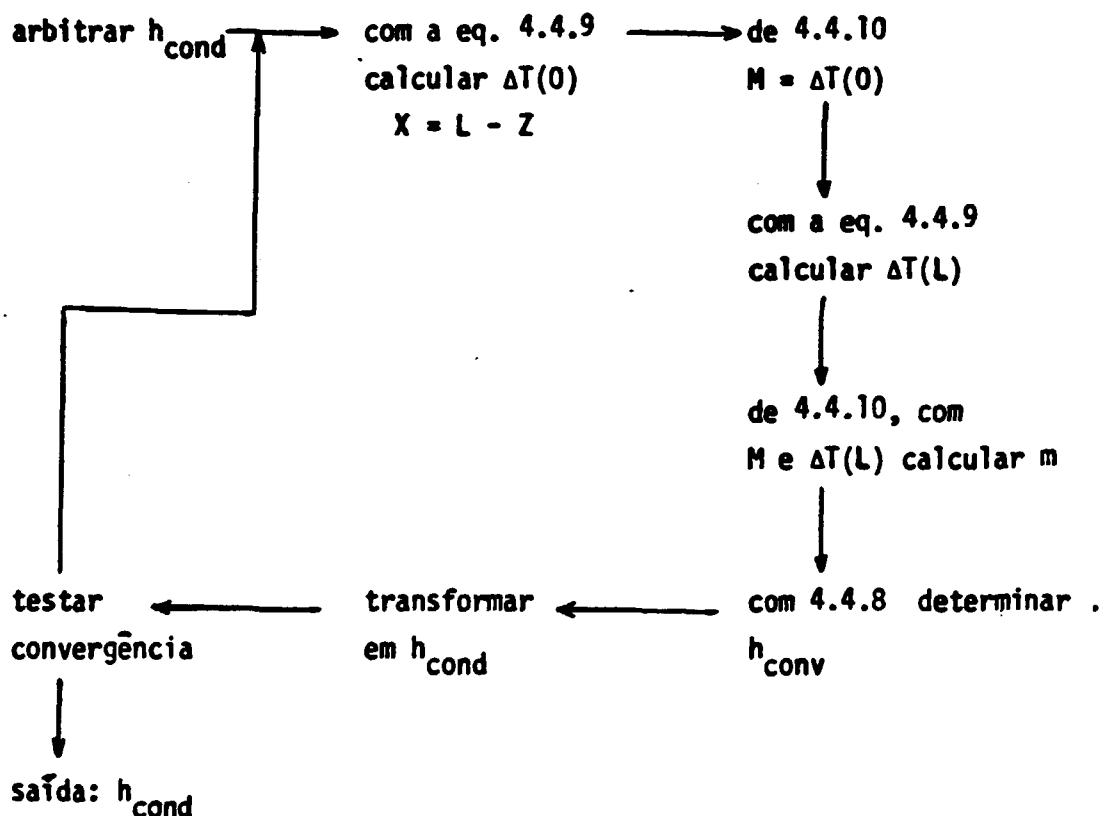 arbitrar h_cond
com a eq. 4.4.9
calcular ΔT(0)
X = L - Z
de 4.4.10
M = ΔT(0)
com a eq. 4.4.9
calcular ΔT(L)
de 4.4.10, com
M e ΔT(L) calcular m
com 4.4.8 determinar .
h_conv
transformar
em h_cond
testar
convergência
saída: h_cond